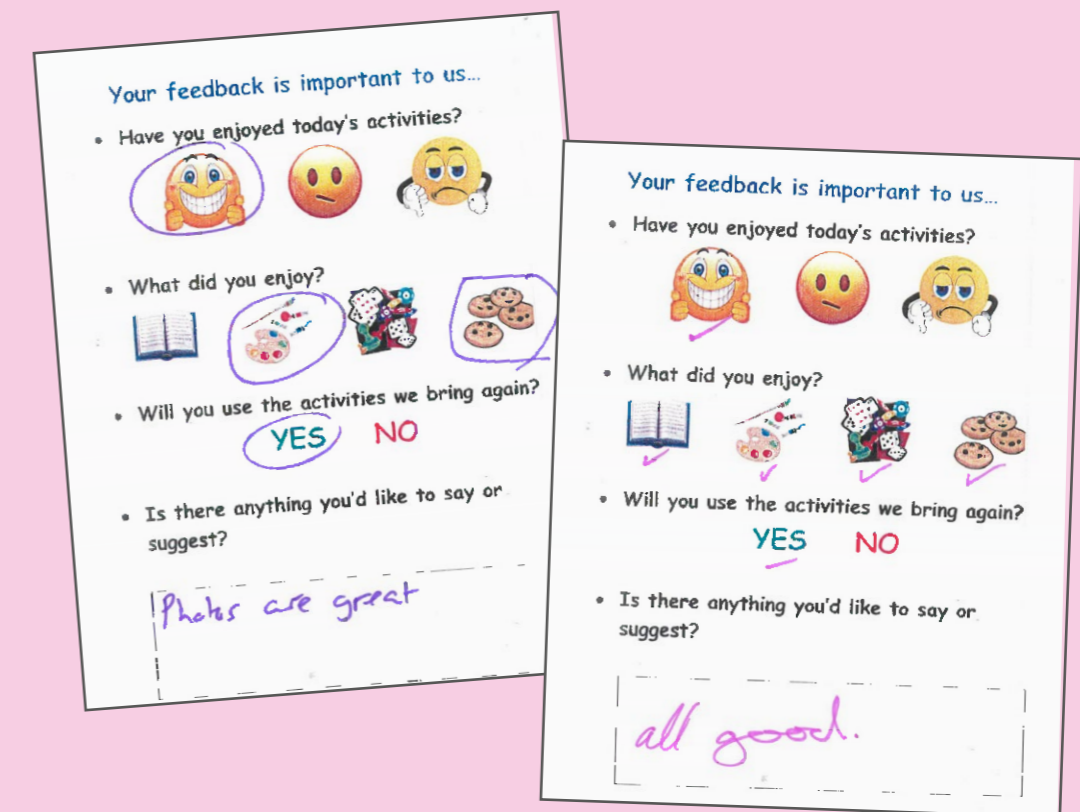 Your feedback is important to us...
• Have you enjoyed today's activities?
• What did you enjoy?
• Will you use the activities we bring again?
YES NO
• Is there anything you'd like to say or
suggest?
Photos are great
Your feedback is important to us...
• Have you enjoyed today's activities?
• What did you enjoy?
• Will you use the activities we bring again?
YES NO
• Is there anything you'd like to say or
suggest?
all good.